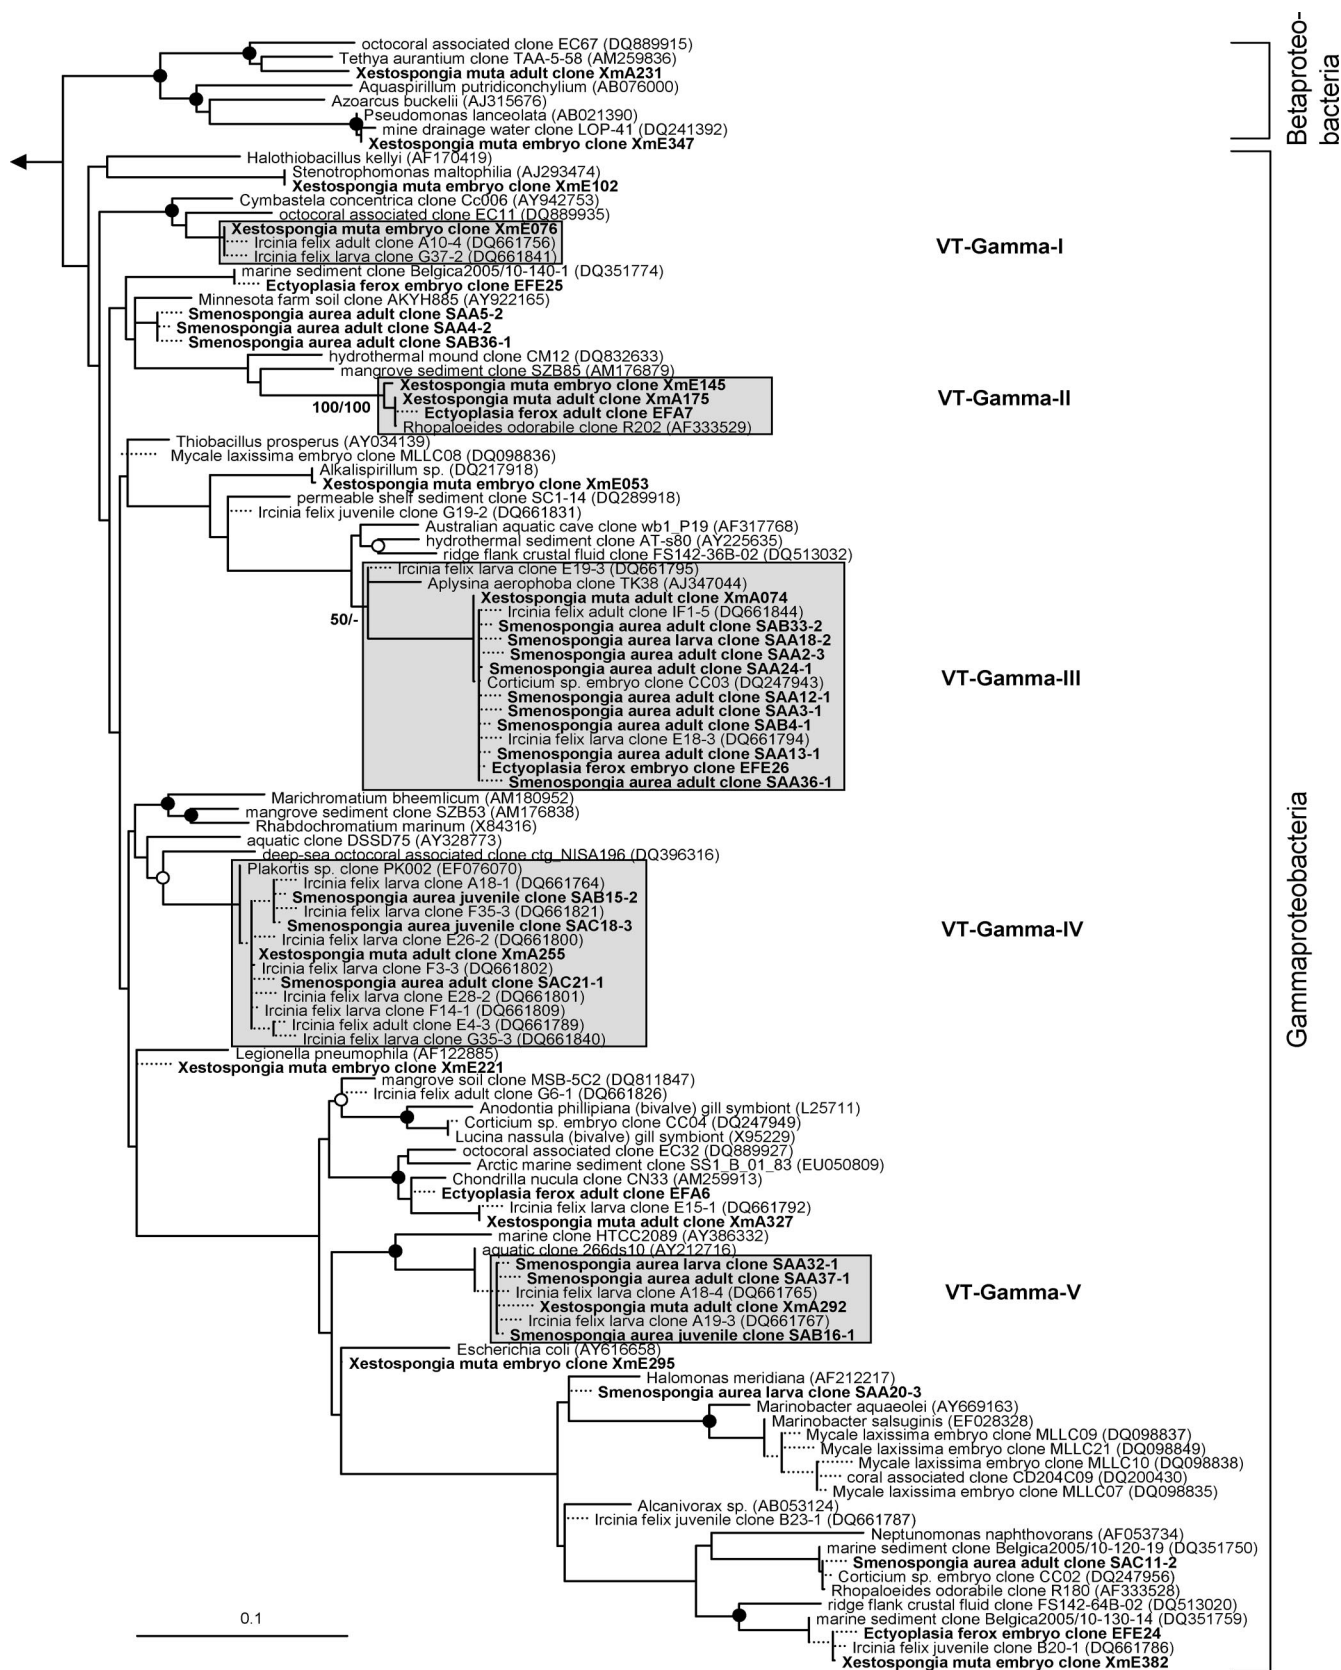 octocoral associated clone EC67 (DQ889915)
Tethya aurantium clone TAA-5-58 (AM259836)
Xestospongia muta adult clone XmA231
Aquaspirillum putridiconchylium (AB076000)
Azoarcus buckelii (AJ315676)
Pseudomonas lanceolata (AB021390)
mine drainage water clone LOP-41 (DQ241392)
Xestospongia muta embryo clone XmE347
Betaproteo-
bacteria
Halothiobacillus kellyi (AF170419)
Stenotrophomonas maltophilia (AJ293474)
Xestospongia muta embryo clone XmE102
Cymbastela concentrica clone Cc006 (AY942753)
octocoral associated clone EC11 (DQ889935)
Xestospongia muta embryo clone XmE076
Ircinia felix adult clone A10-4 (DQ661756)
Ircinia felix larva clone G37-2 (DQ661841)
VT-Gamma-I
marine sediment clone Belgica2005/10-140-1 (DQ351774)
Ectyoplasia ferox embryo clone EFE25
Minnesota farm soil clone AKYH885 (AY922165)
Smenospongia aurea adult clone SAA5-2
Smenospongia aurea adult clone SAA4-2
Smenospongia aurea adult clone SAB36-1
hydrothermal mound clone CM12 (DQ832633)
mangrove sediment clone SZB85 (AM176879)
Xestospongia muta embryo clone XmE145
Xestospongia muta adult clone XmA175
Ectyoplasia ferox adult clone EFA7
Rhopaloeides odorabile clone R202 (AF333529)
100/100
VT-Gamma-II
Thiobacillus prosperus (AY034139)
Mycale laxissima embryo clone MLLC08 (DQ098836)
Alkalispirillum sp. (DQ217918)
Xestospongia muta embryo clone XmE053
permeable shelf sediment clone SC1-14 (DQ289918)
Ircinia felix juvenile clone G19-2 (DQ661831)
Australian aquatic cave clone wb1_P19 (AF317768)
hydrothermal sediment clone AT-s80 (AY225635)
ridge flank crustal fluid clone FS142-36B-02 (DQ513032)
Ircinia felix larva clone E19-3 (DQ661795)
Aplysina aerophoba clone TK38 (AJ347044)
Xestospongia muta adult clone XmA074
Ircinia felix adult clone IF1-5 (DQ661844)
50/-
Smenospongia aurea adult clone SAB33-2
Smenospongia aurea larva clone SAA18-2
Smenospongia aurea adult clone SAA2-3
Smenospongia aurea adult clone SAA24-1
Corticium sp. embryo clone CC03 (DQ247943)
Smenospongia aurea adult clone SAA12-1
Smenospongia aurea adult clone SAA3-1
Smenospongia aurea adult clone SAB4-1
Ircinia felix larva clone E18-3 (DQ661794)
Smenospongia aurea adult clone SAA13-1
Ectyoplasia ferox embryo clone EFE26
Smenospongia aurea adult clone SAA36-1
VT-Gamma-III
Marichromatium bheemlicum (AM180952)
mangrove sediment clone SZB53 (AM176838)
Rhabdochromatium marinum (X84316)
aquatic clone DSSD75 (AY328773)
deep-sea octocoral associated clone ctg_NISA196 (DQ396316)
Plakortis sp. clone PK002 (EF076070)
Ircinia felix larva clone A18-1 (DQ661764)
Smenospongia aurea juvenile clone SAB15-2
Ircinia felix larva clone F35-3 (DQ661821)
Smenospongia aurea juvenile clone SAC18-3
Ircinia felix larva clone E26-2 (DQ661800)
Xestospongia muta adult clone XmA255
Ircinia felix larva clone F3-3 (DQ661802)
Smenospongia aurea adult clone SAC21-1
Ircinia felix larva clone E28-2 (DQ661801)
Ircinia felix larva clone F14-1 (DQ661809)
Ircinia felix adult clone E4-3 (DQ661789)
Ircinia felix larva clone G35-3 (DQ661840)
VT-Gamma-IV
Gammaproteobacteria
Legionella pneumophila (AF122885)
Xestospongia muta embryo clone XmE221
mangrove soil clone MSB-5C2 (DQ811847)
Ircinia felix adult clone G6-1 (DQ661826)
Anodontia phillipiana (bivalve) gill symbiont (L25711)
Corticium sp. embryo clone CC04 (DQ247949)
Lucina nassula (bivalve) gill symbiont (X95229)
octocoral associated clone EC32 (DQ889927)
Arctic marine sediment clone SS1_B_01_83 (EU050809)
Chondrilla nucula clone CN33 (AM259913)
Ectyoplasia ferox adult clone EFA6
Ircinia felix larva clone E15-1 (DQ661792)
Xestospongia muta adult clone XmA327
marine clone HTCC2089 (AY386332)
aquatic clone 266ds10 (AY212716)
Smenospongia aurea larva clone SAA32-1
Smenospongia aurea adult clone SAA37-1
Ircinia felix larva clone A18-4 (DQ661765)
Xestospongia muta adult clone XmA292
Ircinia felix larva clone A19-3 (DQ661767)
Smenospongia aurea juvenile clone SAB16-1
VT-Gamma-V
Escherichia coli (AY616658)
Xestospongia muta embryo clone XmE295
Halomonas meridiana (AF212217)
Smenospongia aurea larva clone SAA20-3
Marinobacter aquaeolei (AY669163)
Marinobacter salsuginis (EF028328)
Mycale laxissima embryo clone MLLC09 (DQ098837)
Mycale laxissima embryo clone MLLC21 (DQ098849)
Mycale laxissima embryo clone MLLC10 (DQ098838)
coral associated clone CD204C09 (DQ200430)
Mycale laxissima embryo clone MLLC07 (DQ098835)
Alcanivorax sp. (AB053124)
Ircinia felix juvenile clone B23-1 (DQ661787)
Neptunomonas naphthovorans (AF053734)
marine sediment clone Belgica2005/10-120-19 (DQ351750)
Smenospongia aurea adult clone SAC11-2
Corticium sp. embryo clone CC02 (DQ247956)
Rhopaloeides odorabile clone R180 (AF333528)
ridge flank crustal fluid clone FS142-64B-02 (DQ513020)
marine sediment clone Belgica2005/10-130-14 (DQ351759)
Ectyoplasia ferox embryo clone EFE24
Ircinia felix juvenile clone B20-1 (DQ661786)
Xestospongia muta embryo clone XmE382
0.1